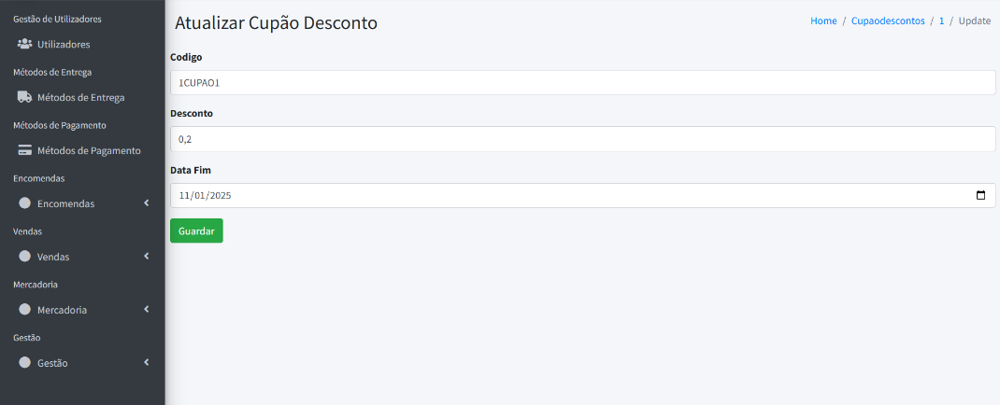 Gestão de Utilizadores
Utilizadores
Métodos de Entrega
Métodos de Entrega
Métodos de Pagamento
Métodos de Pagamento
Encomendas
Encomendas
Vendas
Vendas
Mercadoria
Mercadoria
Gestão
Gestão
Atualizar Cupão Desconto
Home / Cupaodescontos / 1 / Update
Codigo
1CUPAO1
Desconto
0,2
Data Fim
11/01/2025
Guardar